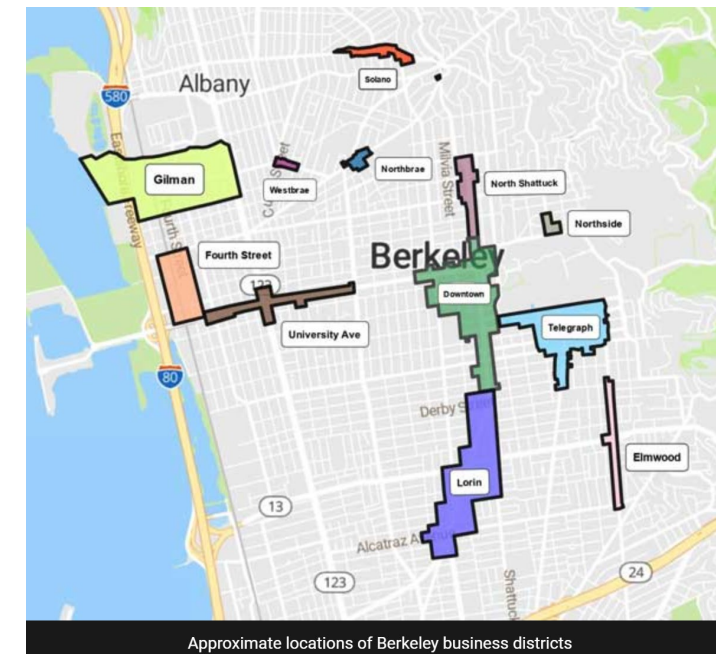 Solano
Albany
580
Northbrae
Westbrae
Gilman
Milvia Street
North Shattuck
Northside
Fourth Street
Berkeley
123
Downtown
University Ave
Telegraph
80
Derby
Elmwood
Lorin
13
Alcatraz
24
123
Shattuck
Approximate locations of Berkeley business districts